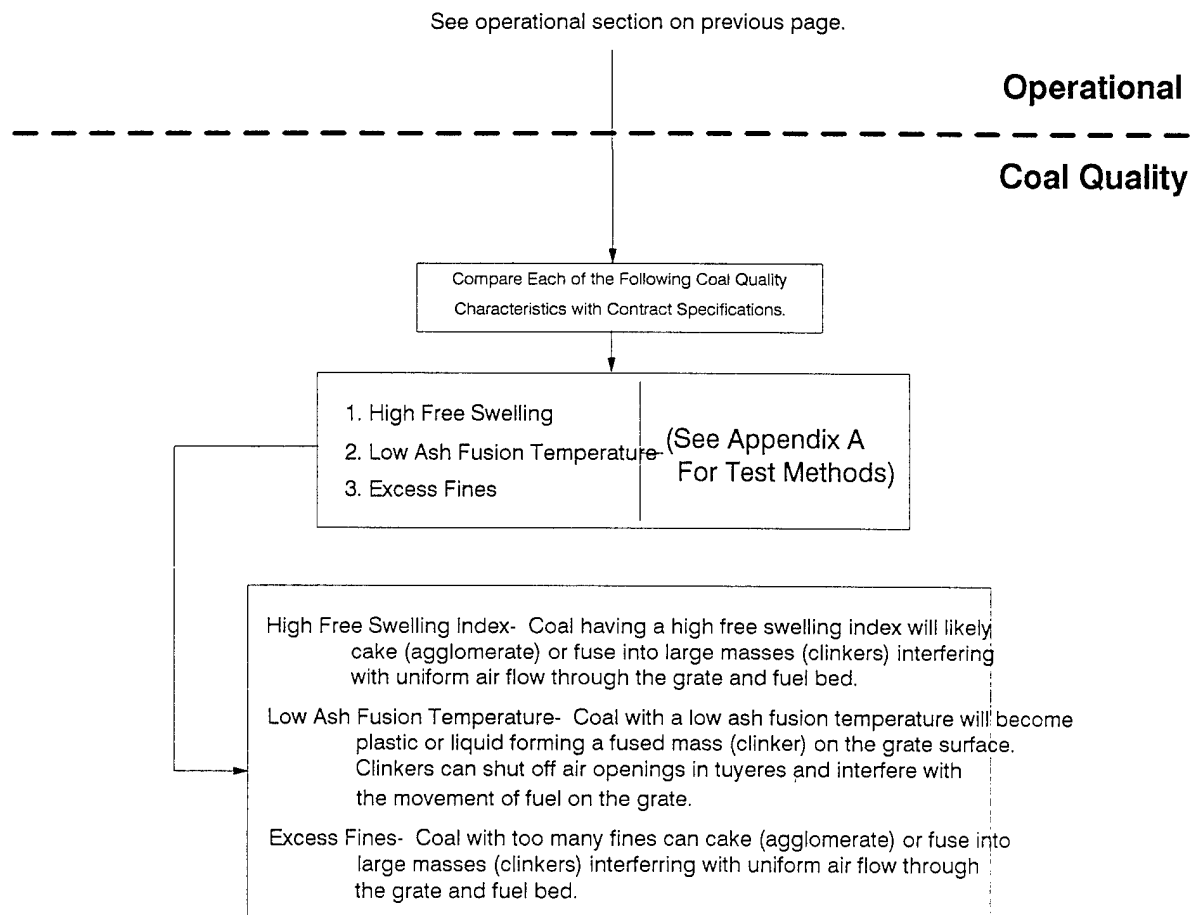 See operational section on previous page.
Operational
Coal Quality
Compare Each of the Following Coal Quality
Characteristics with Contract Specifications.
1. High Free Swelling
2. Low Ash Fusion Temperature-
3. Excess Fines
(See Appendix A
For Test Methods)
High Free Swelling Index- Coal having a high free swelling index will likely
cake (agglomerate) or fuse into large masses (clinkers) interfering
with uniform air flow through the grate and fuel bed.
Low Ash Fusion Temperature- Coal with a low ash fusion temperature will become
plastic or liquid forming a fused mass (clinker) on the grate surface.
Clinkers can shut off air openings in tuyeres and interfere with
the movement of fuel on the grate.
Excess Fines- Coal with too many fines can cake (agglomerate) or fuse into
large masses (clinkers) interferring with uniform air flow through
the grate and fuel bed.